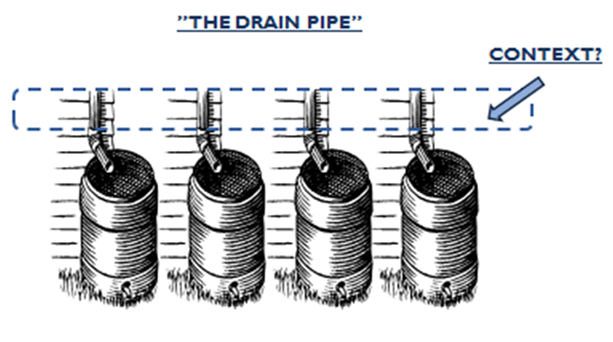 ”THE DRAIN PIPE”
CONTEXT?